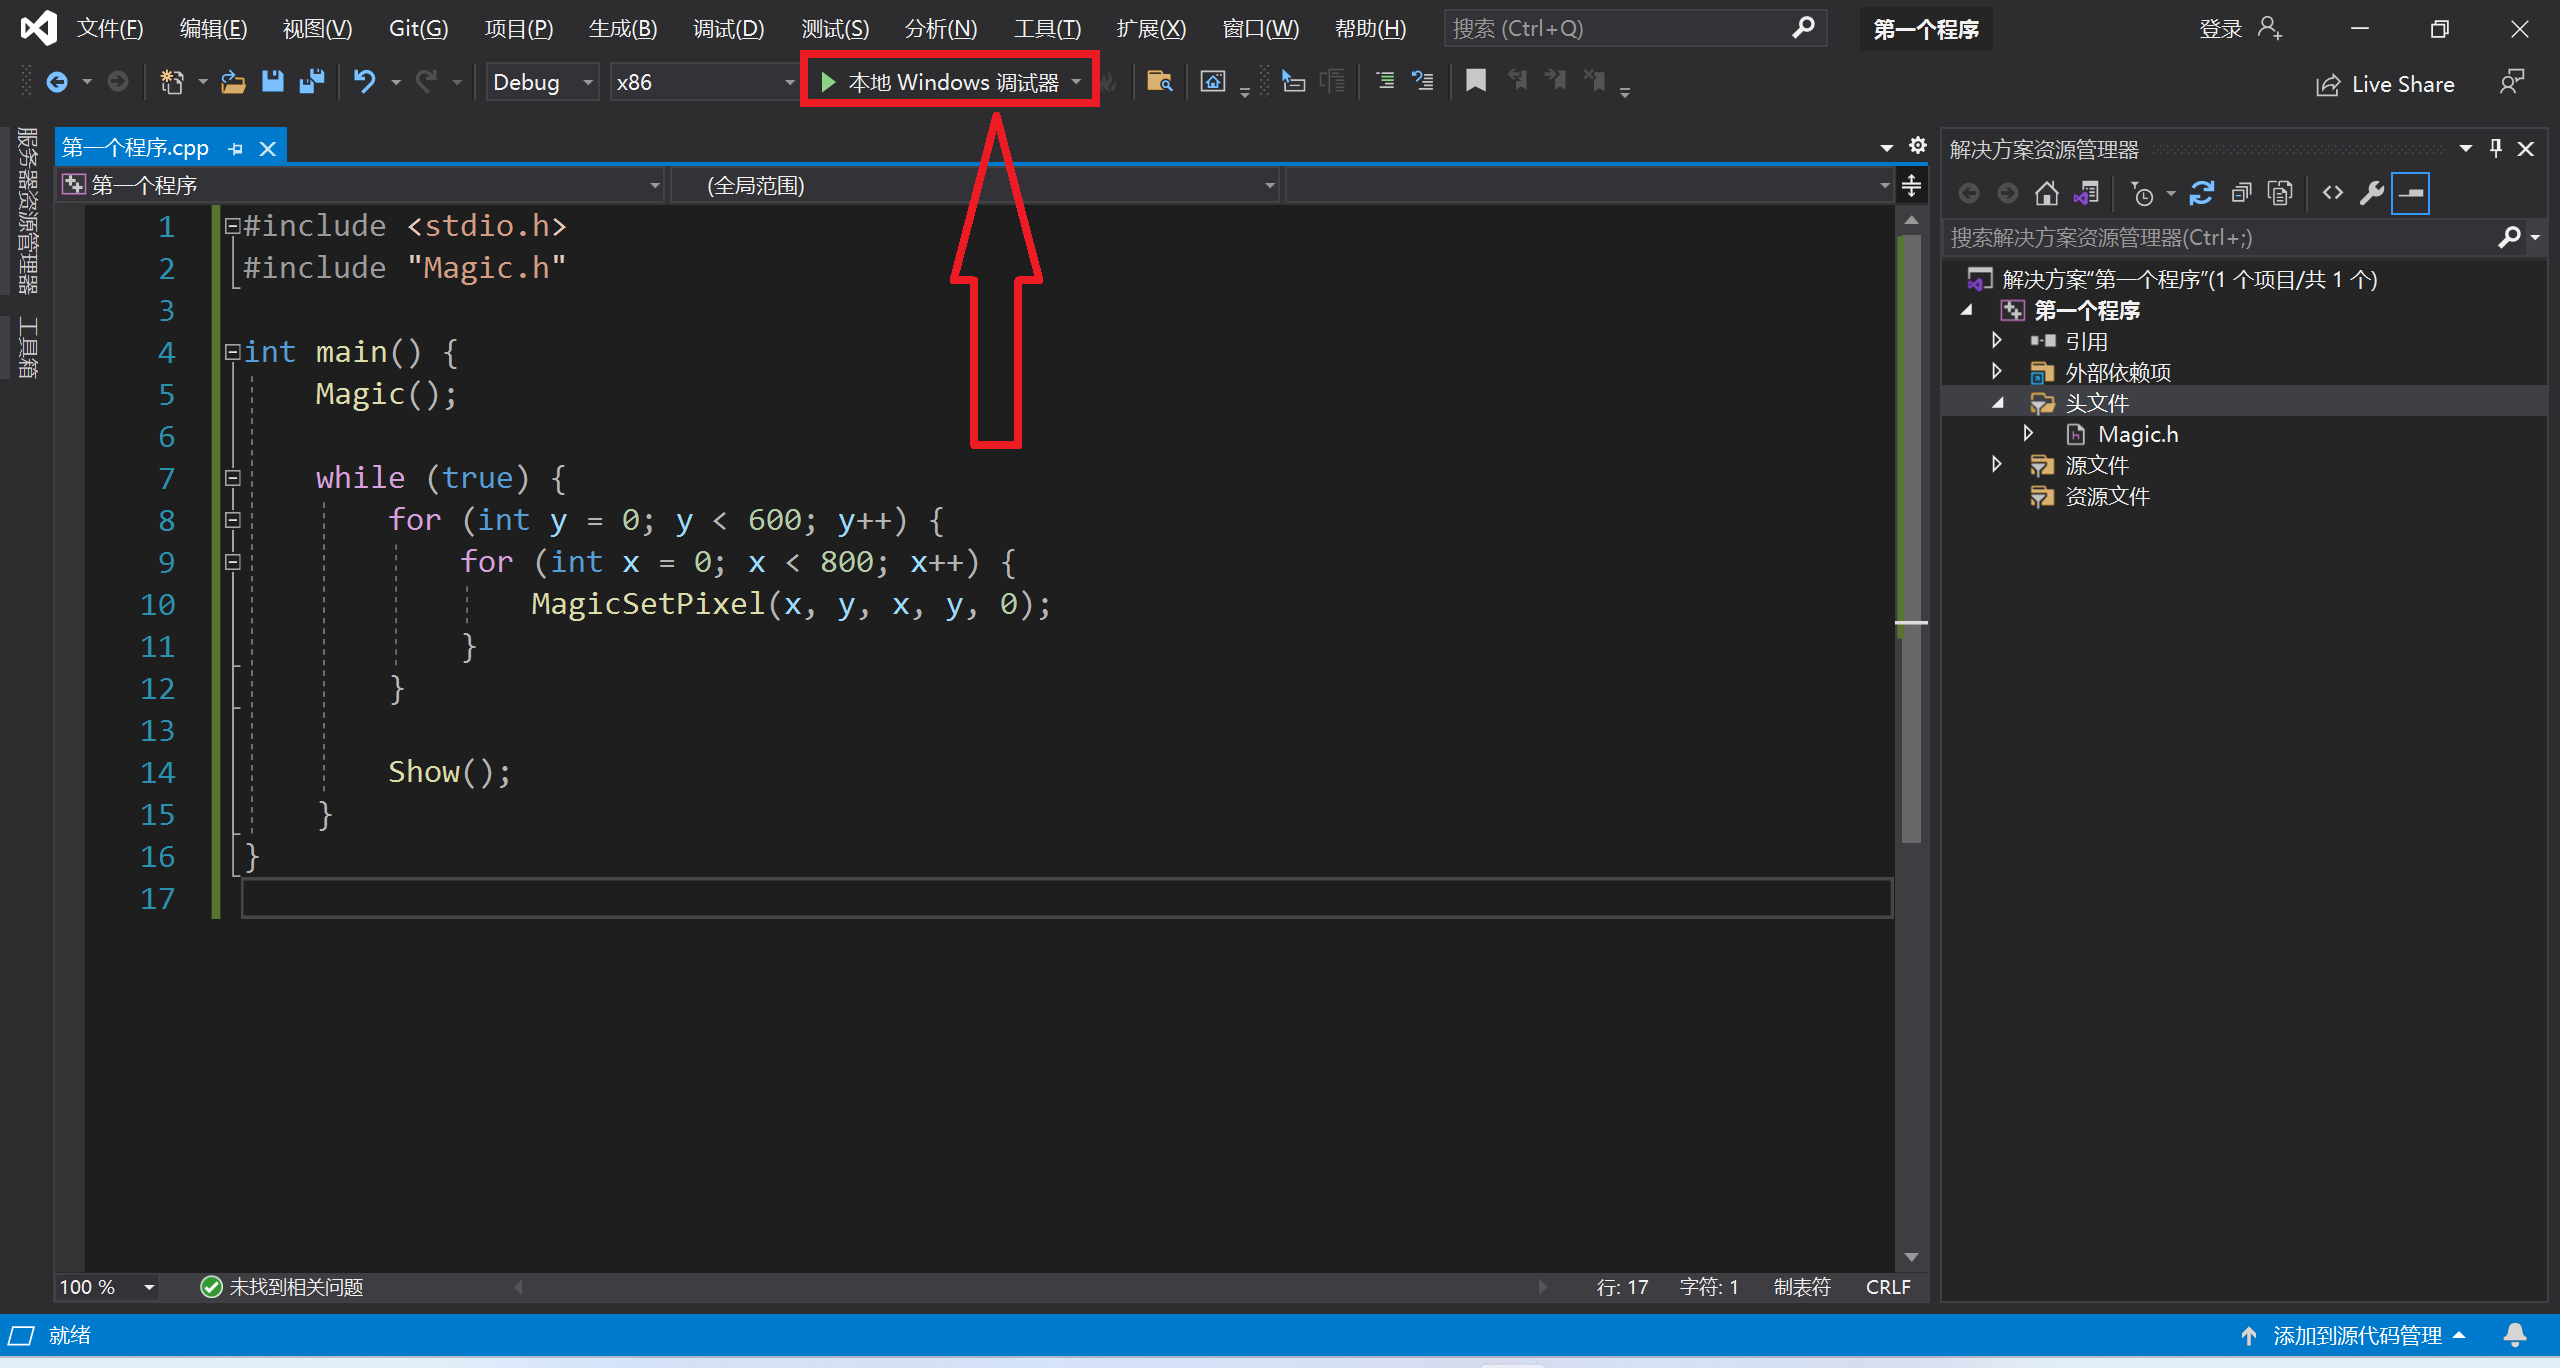 文件(F) 编辑(E) 视图(V) Git(G) 项目(P) 生成(B) 调试(D) 测试(S) 分析(N) 工具(T) 扩展(X) 窗口(W) 帮助(H) 搜索 (Ctrl+Q) 第一个程序 登录
Debug x86 本地 Windows 调试器 Live Share
服务器资源管理器
工具箱
第一个程序.cpp
第一个程序 (全局范围)
1 #include <stdio.h>
2 #include "Magic.h"
3
4 int main() {
5 Magic();
6
7 while (true) {
8 for (int y = 0; y < 600; y++) {
9 for (int x = 0; x < 800; x++) {
10 MagicSetPixel(x, y, x, y, 0);
11 }
12 }
13
14 Show();
15 }
16 }
17
100 % 未找到相关问题 行: 17 字符: 1 制表符 CRLF
解决方案资源管理器
搜索解决方案资源管理器(Ctrl+;)
解决方案“第一个程序”(1 个项目/共 1 个)
第一个程序
引用
外部依赖项
头文件
Magic.h
源文件
资源文件
就绪 添加到源代码管理